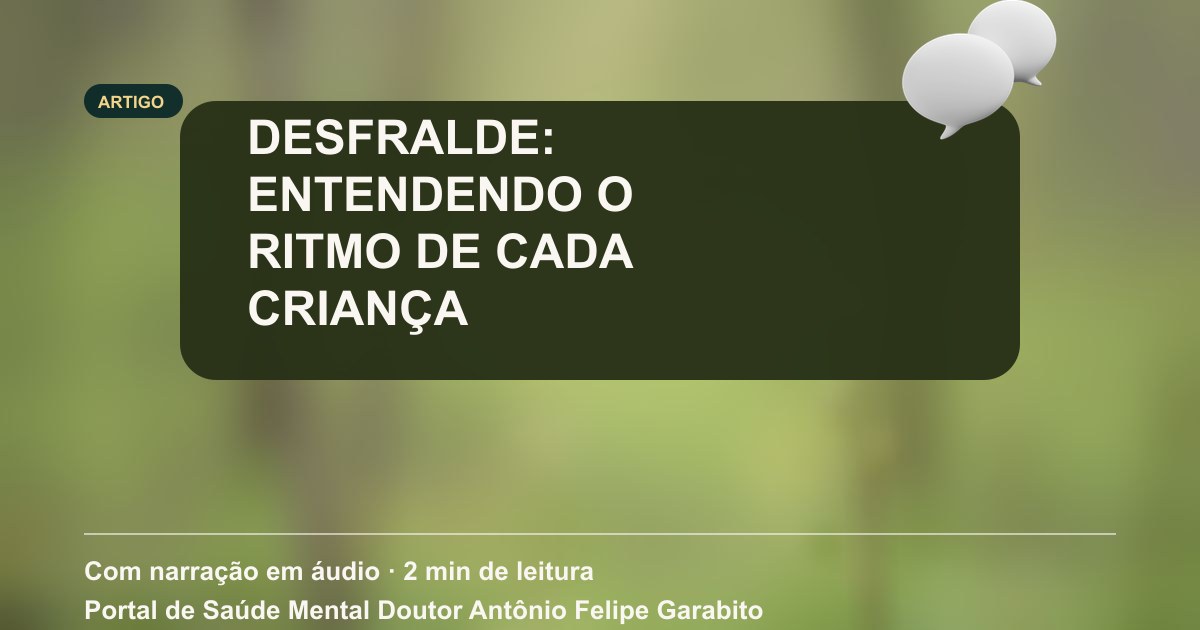 ARTIGO
DESFRALDE:
ENTENDENDO O
RITMO DE CADA
CRIANÇA
Com narração em áudio · 2 min de leitura
Portal de Saúde Mental Doutor Antônio Felipe Garabito